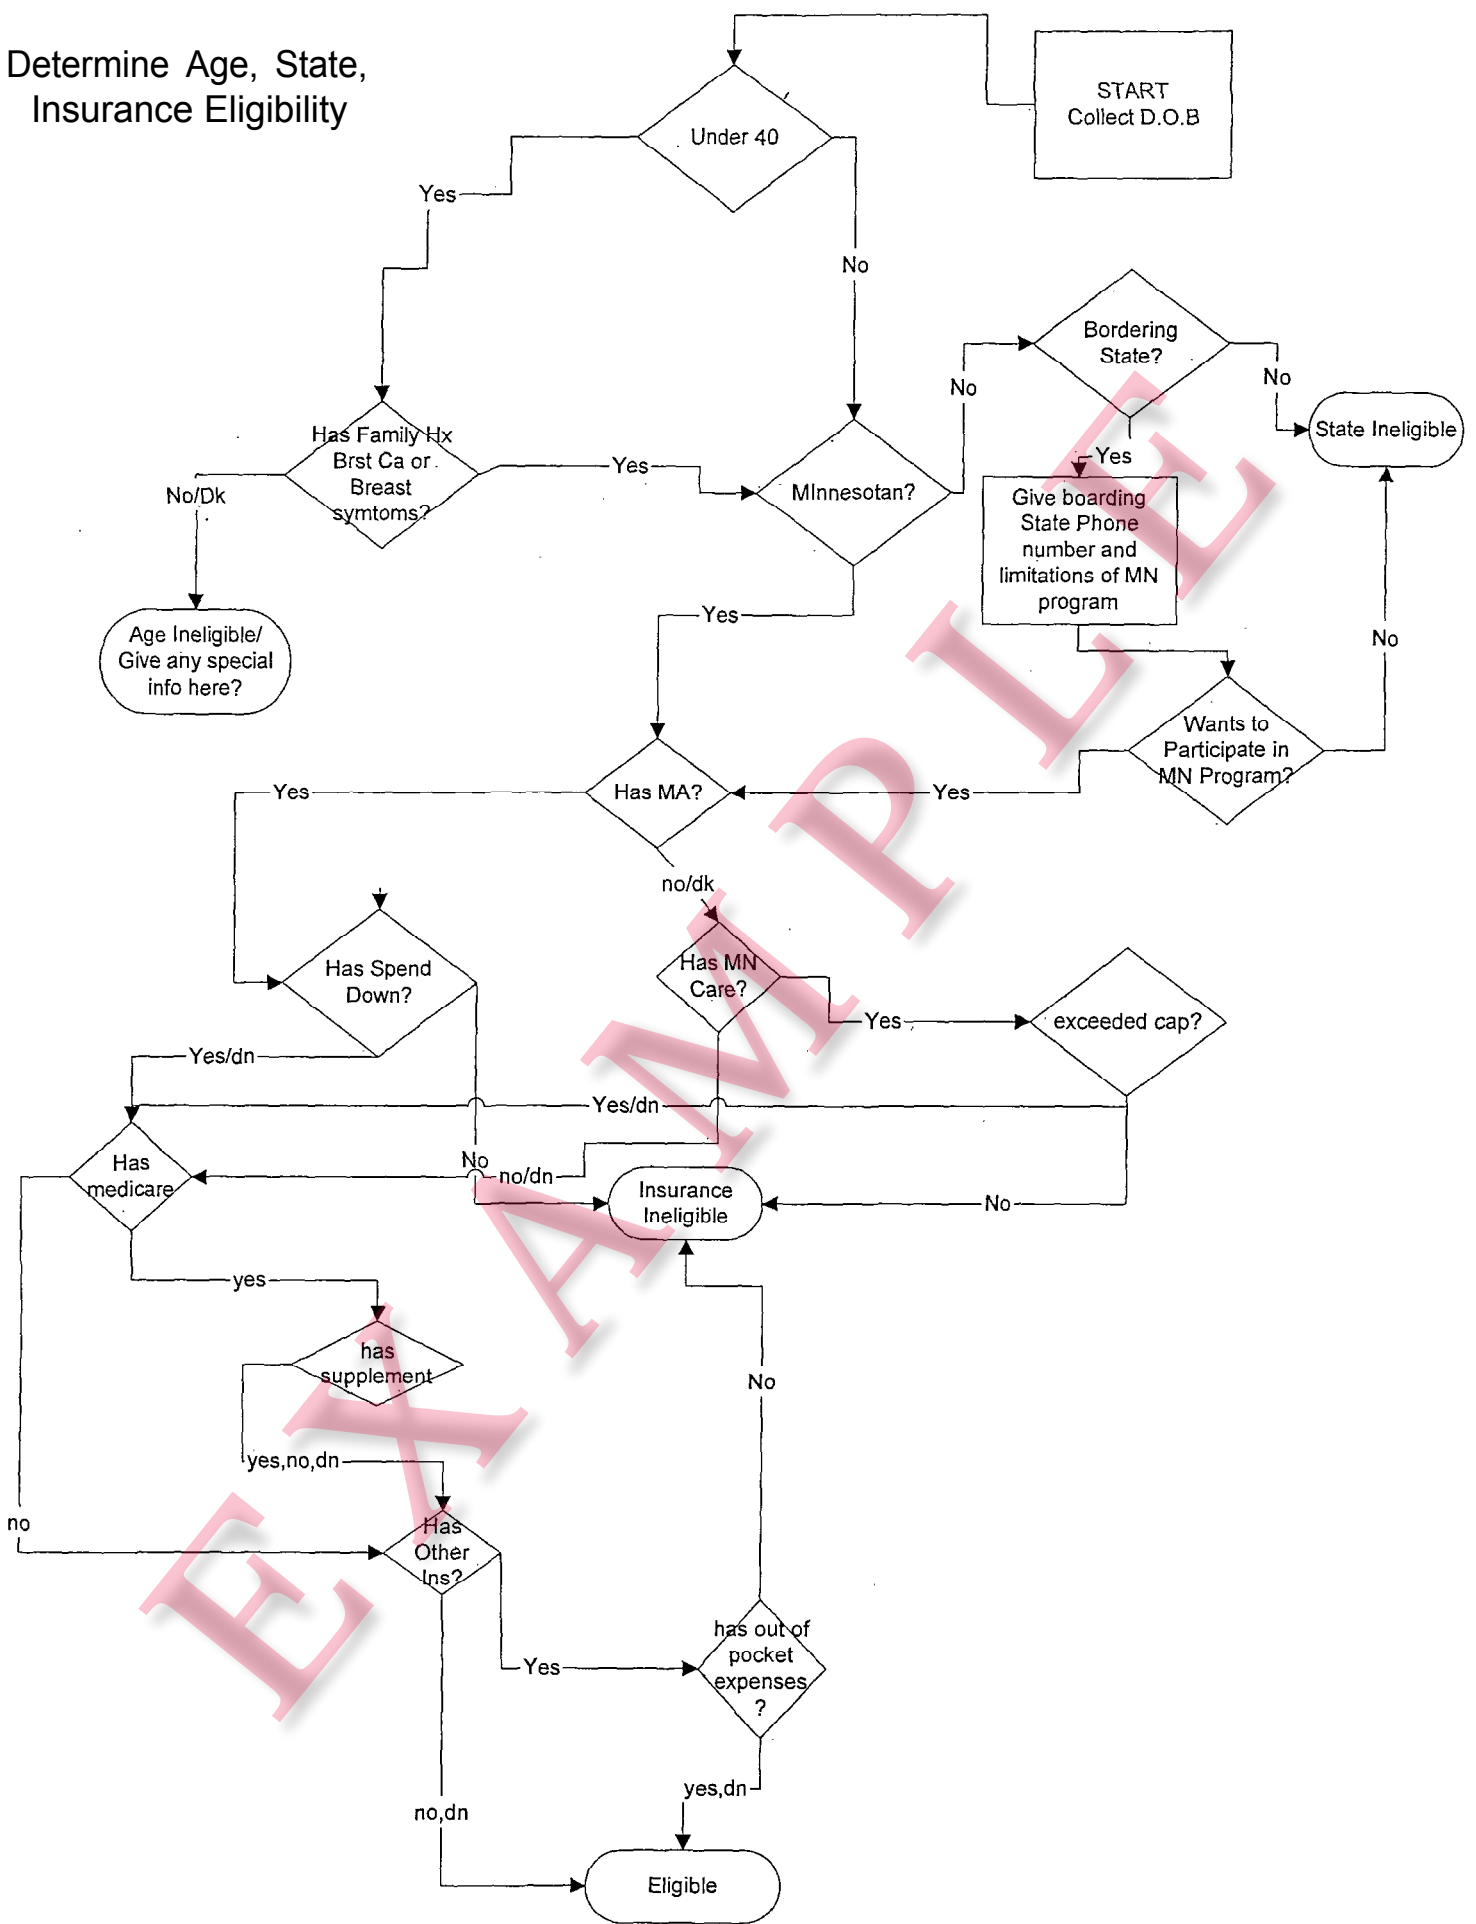 Determine Age, State,
Insurance Eligibility
START
Collect D.O.B
Under 40
Yes
No
Bordering
State?
No
No
State Ineligible
Has Family Hx
Brst Ca or
Breast
symtoms?
No/Dk
Yes
MInnesotan?
Yes
Give boarding
State Phone
number and
limitations of MN
program
Age Ineligible/
Give any special
info here?
Yes
No
Wants to
Participate in
MN Program?
Yes
Has MA?
Yes
no/dk
Has Spend
Down?
Has MN
Care?
Yes
exceeded cap?
Yes/dn
Yes/dn
Has
medicare
No
no/dn
Insurance
Ineligible
No
yes
has
supplement
No
yes,no,dn
no
Has
Other
Ins?
Yes
has out of
pocket
expenses
?
yes,dn
no,dn
Eligible
EXAMPLE